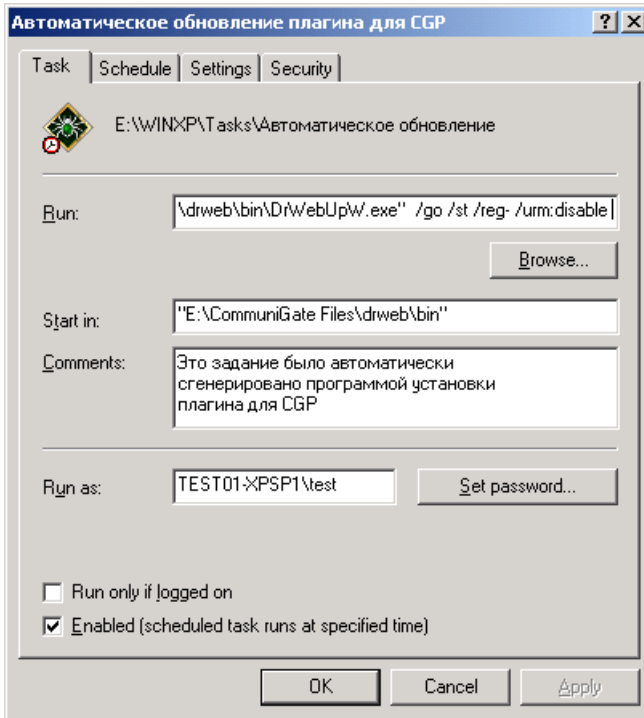 Автоматическое обновление плагина для CGP
Task Schedule Settings Security
E:\WINXP\Tasks\Автоматическое обновление
Run: \drweb\bin\DrWebUpW.exe" /go /st /reg- /urm:disable
Browse...
Start in: "E:\CommuniGate Files\drweb\bin"
Comments: Это задание было автоматически
сгенерировано программой установки
плагина для CGP
Run as: TEST01-XPSP1\test Set password...
Run only if logged on
Enabled (scheduled task runs at specified time)
OK Cancel Apply